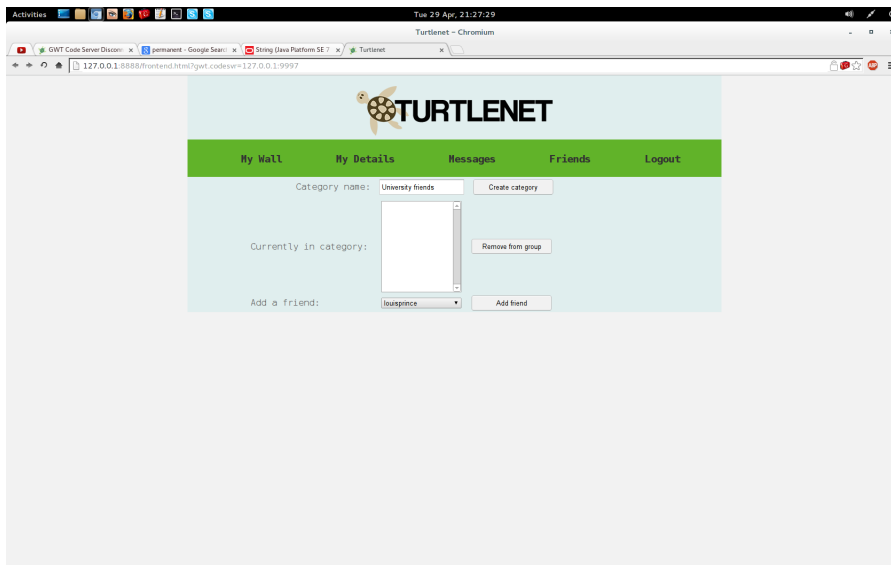 Activities
Tue 29 Apr, 21:27:29
Turtlenet - Chromium
GWT Code Server Disconn
permanent - Google Searc
String (Java Platform SE 7
Turtlenet
127.0.0.1:8888/frontend.html?gwt.codesvr=127.0.0.1:9997
ABP
TURTLENET
My Wall My Details Messages Friends Logout
Category name: University friends Create category
Currently in category: Remove from group
Add a friend: louisprince Add friend